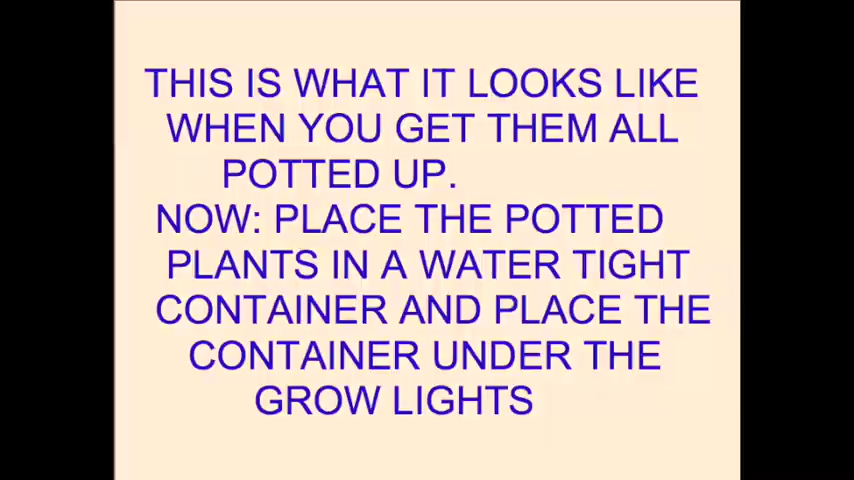 THIS IS WHAT IT LOOKS LIKE
WHEN YOU GET THEM ALL
POTTED UP.
NOW: PLACE THE POTTED
PLANTS IN A WATER TIGHT
CONTAINER AND PLACE THE
CONTAINER UNDER THE
GROW LIGHTS